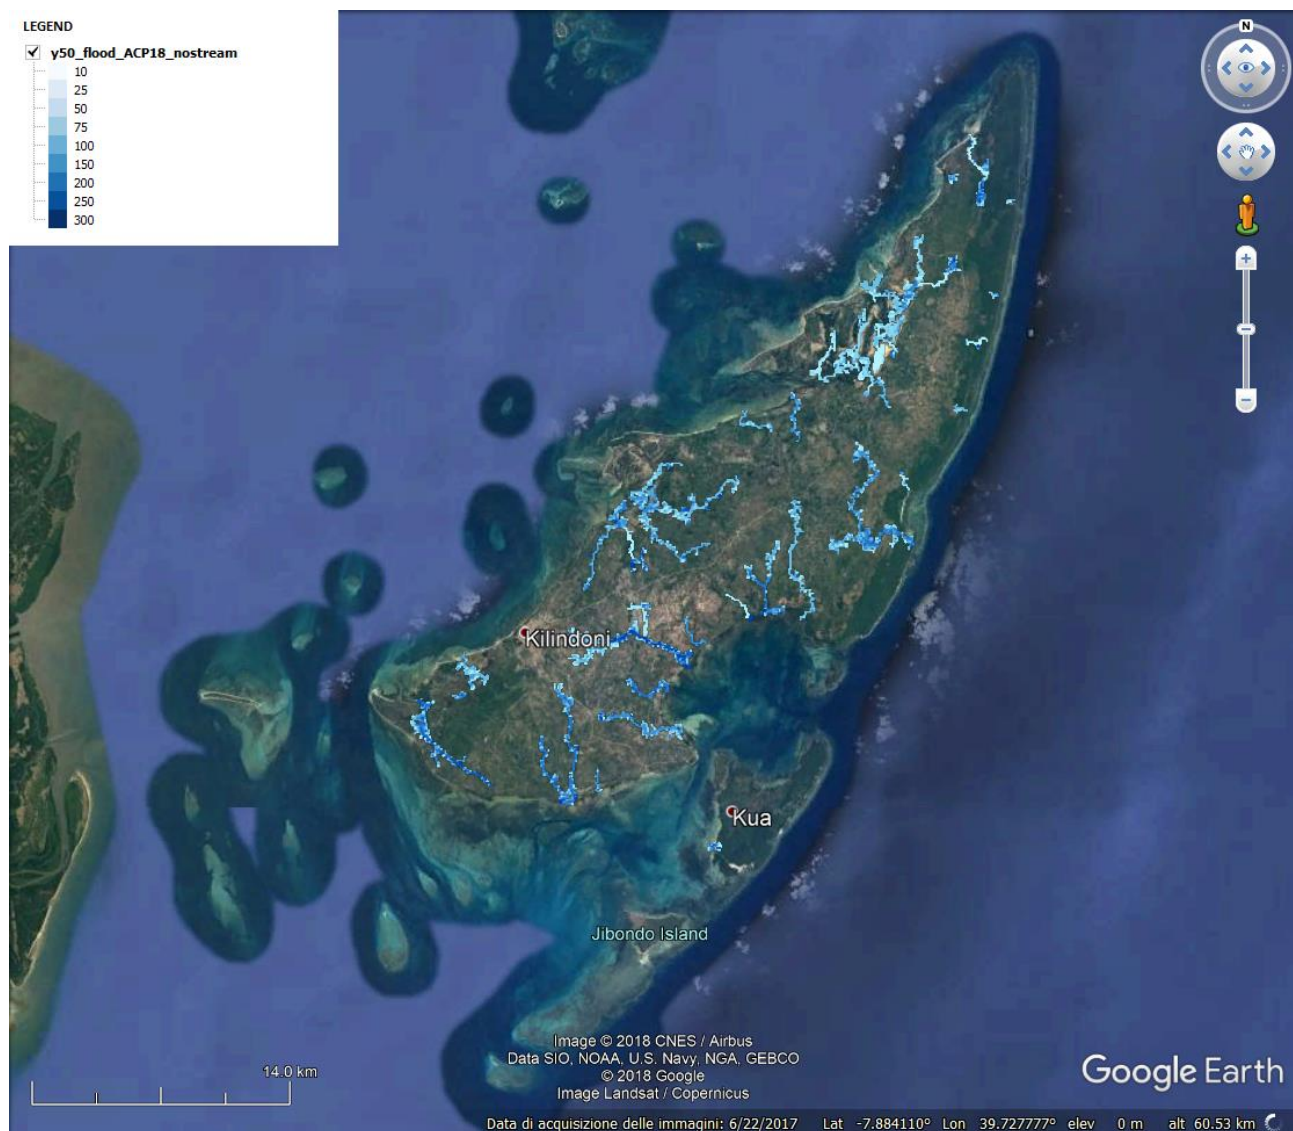 LEGEND
y50_flood_ACP18_nostream
10
25
50
75
100
150
200
250
300
N
Kilindoni
Kua
Jibondo Island
Image © 2018 CNES / Airbus
Data SIO, NOAA, U.S. Navy, NGA, GEBCO
© 2018 Google
Image Landsat / Copernicus
14.0 km
Google Earth
Data di acquisizione delle immagini: 6/22/2017 Lat -7.884110° Lon 39.727777° elev 0 m alt 60.53 km